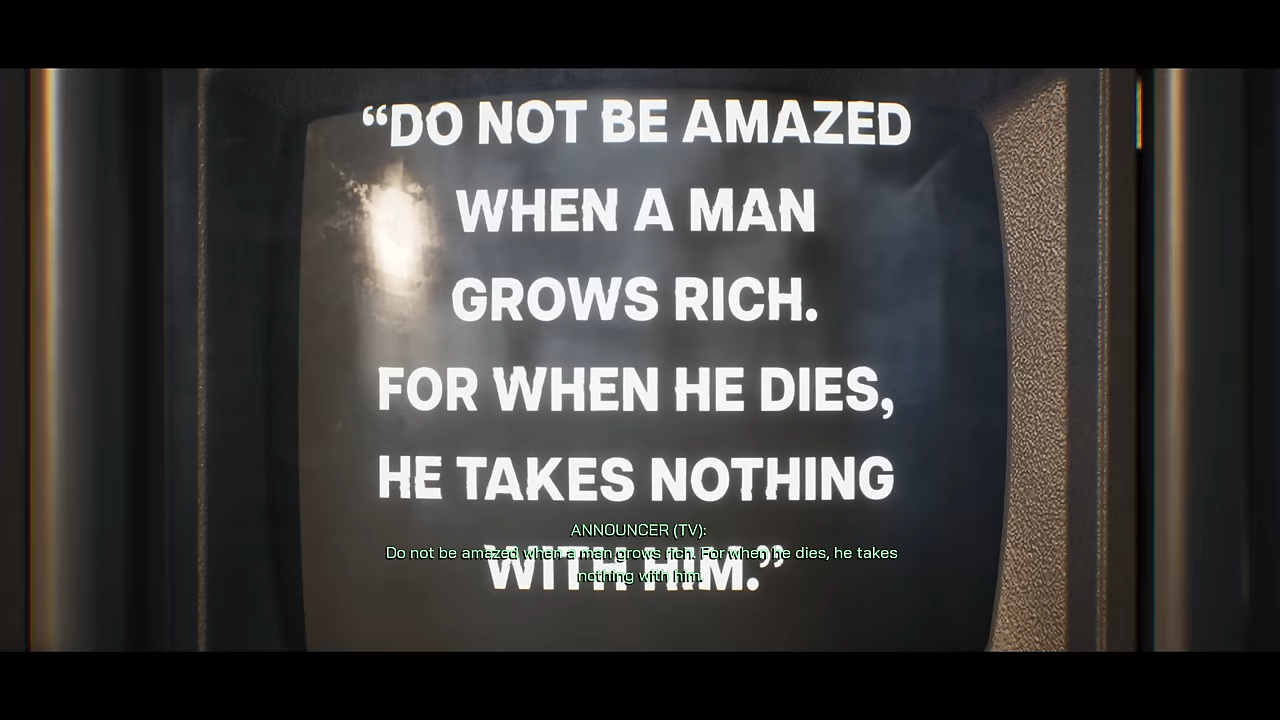 “DO NOT BE AMAZED
WHEN A MAN
GROWS RICH.
FOR WHEN HE DIES,
HE TAKES NOTHING
WITH HIM.”
ANNOUNCER (TV):
Do not be amazed when a man grows rich. For when he dies, he takes
nothing with him.